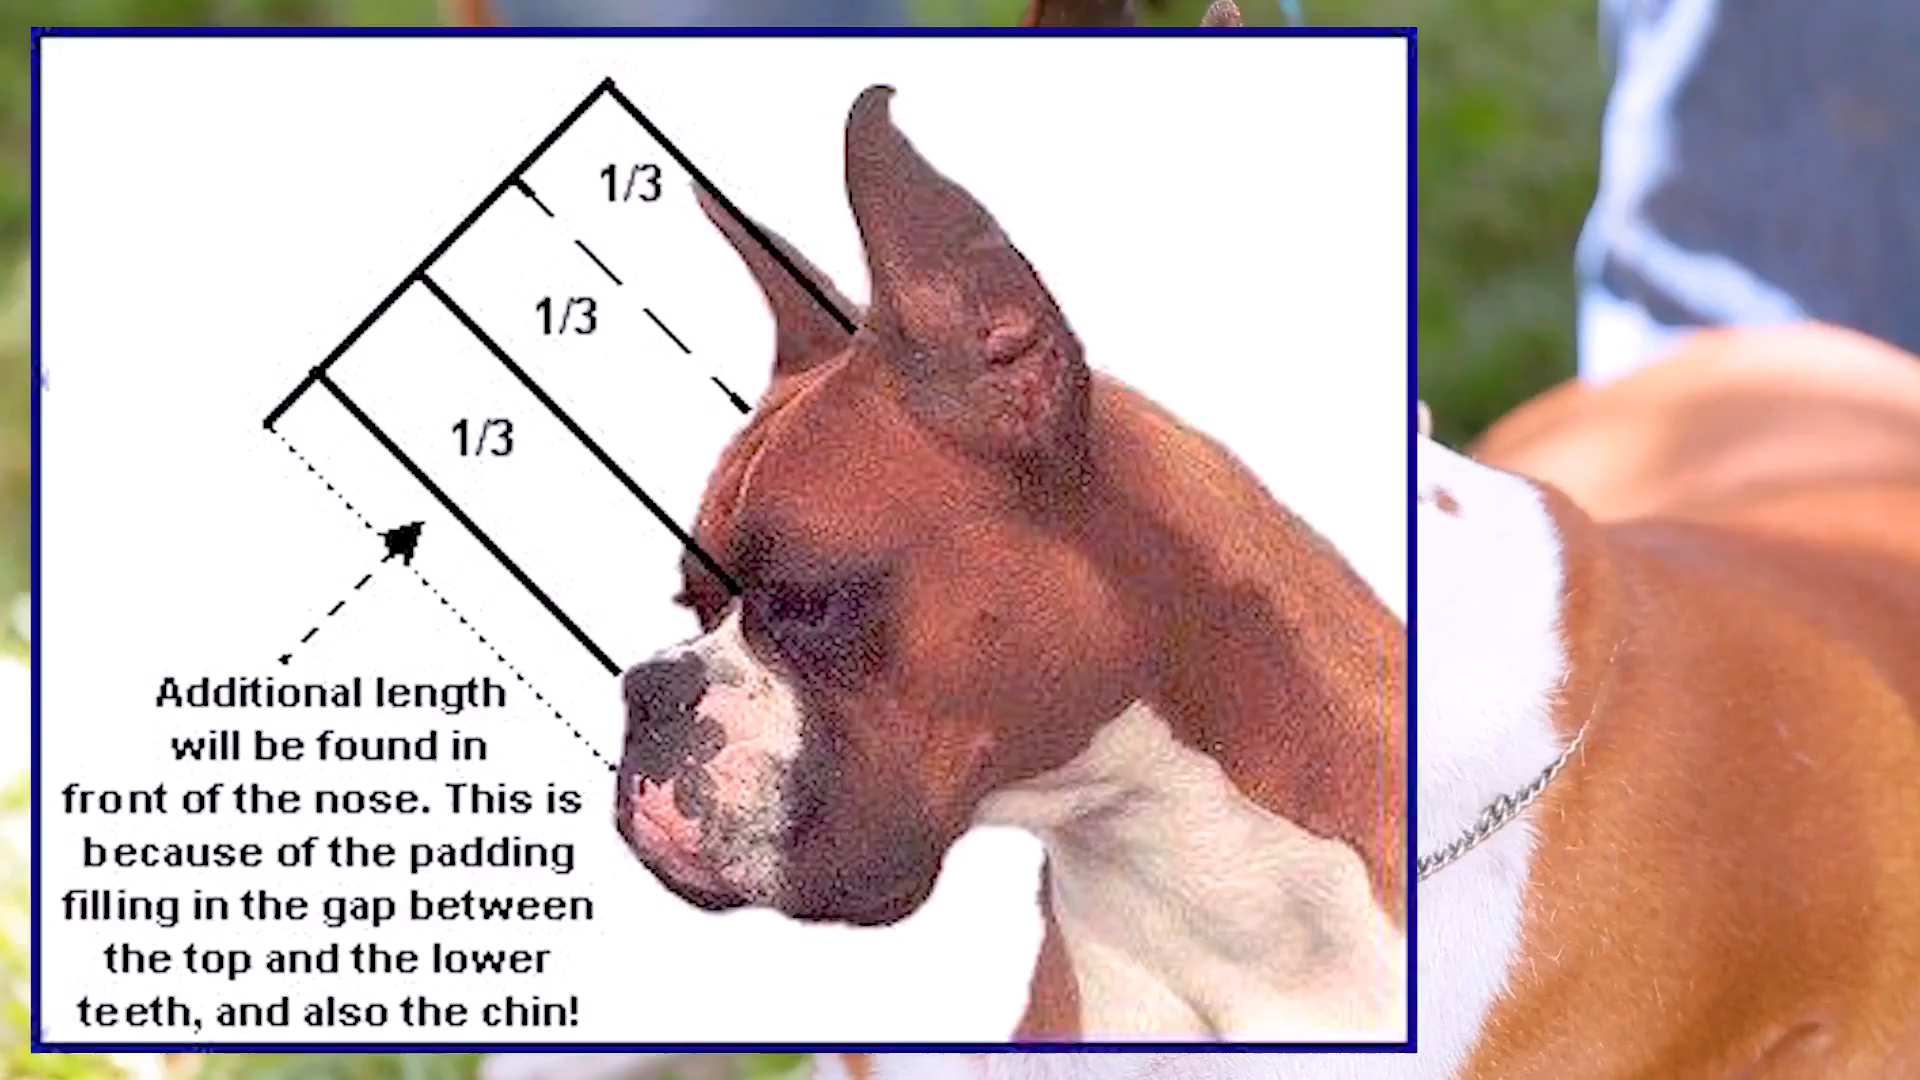 1/3
1/3
1/3
Additional length
will be found in
front of the nose. This is
because of the padding
filling in the gap between
the top and the lower
teeth, and also the chin!